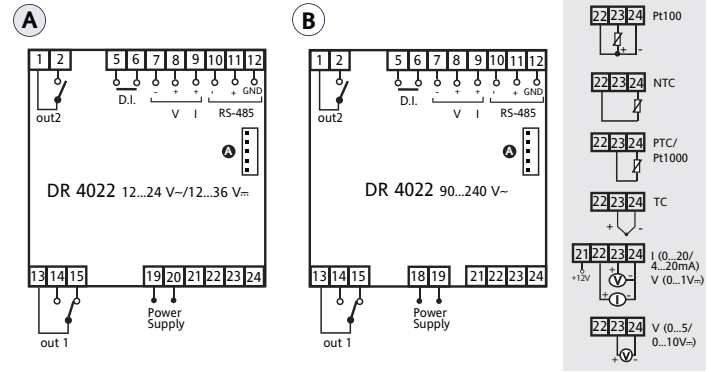 A
1 2 5 6 7 8 9 10 11 12
- + + - + GND
out2 D.I. V I RS-485
A
DR 4022 12...24 V~/12...36 V⎓
13 14 15 19 20 21 22 23 24
Power
Supply
out 1
B
1 2 5 6 7 8 9 10 11 12
- + + - + GND
out2 D.I. V I RS-485
A
DR 4022 90...240 V~
13 14 15 18 19 21 22 23 24
Power
Supply
out 1
22 23 24 Pt100
+ -
22 23 24 NTC
22 23 24 PTC/
Pt1000
22 23 24 TC
+ -
21 22 23 24 I (0...20/
4...20mA)
V (0...1V⎓)
+12V
+ V -
+ I -
22 23 24 V (0...5/
0...10V⎓)
+ V -